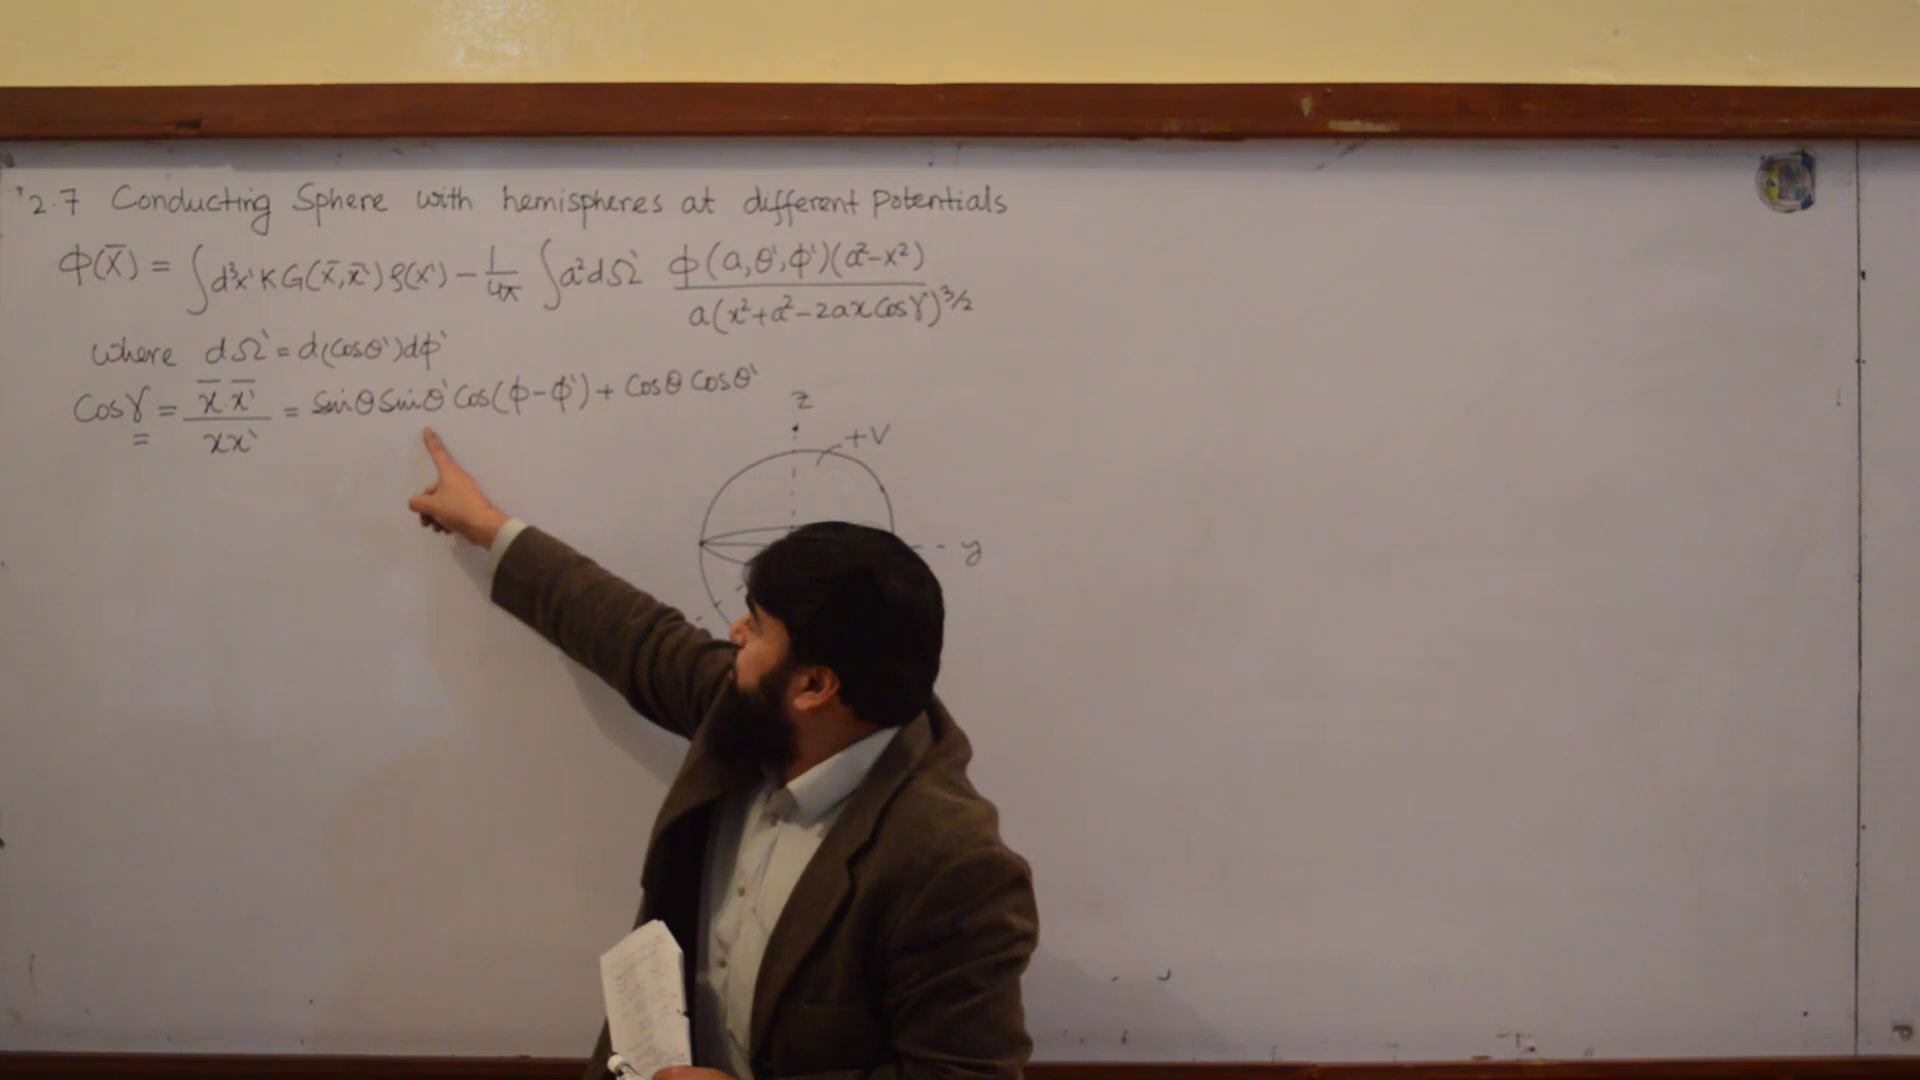 2.7 Conducting Sphere with hemispheres at different Potentials
Φ(x̄) = ∫d³x' K G(x̄,x̄') ρ(x') − 1/4π ∫a²dΩ' Φ(a,θ',φ')(a²−x²) / a(x²+a²−2ax Cosγ)^3/2
where dΩ' = d(Cosθ')dφ'
Cosγ = x̄.x̄' / xx' = Sinθ Sinθ' Cos(φ−φ') + Cosθ Cosθ'
z
+V
y